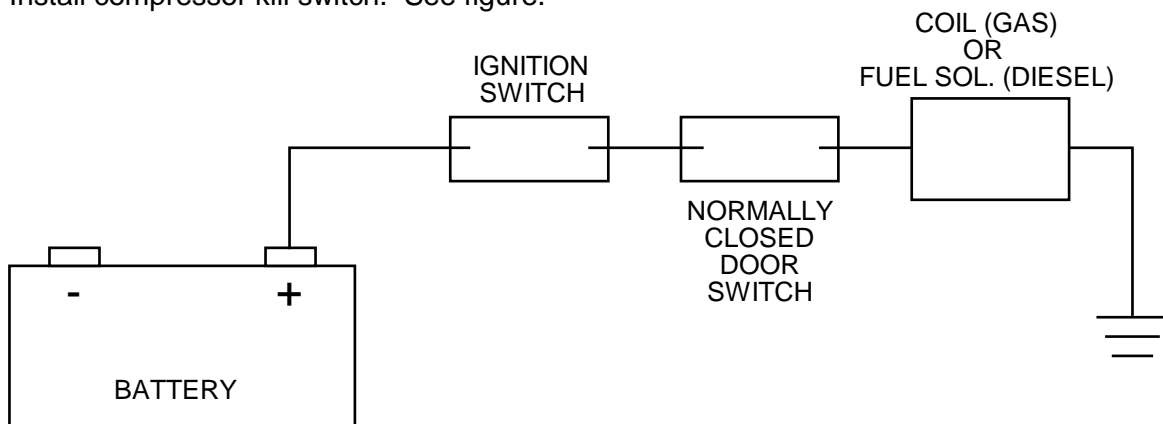 Install compressor kill switch.  See figure.
COIL (GAS)
OR
FUEL SOL. (DIESEL)
IGNITION
SWITCH
NORMALLY
CLOSED
DOOR
SWITCH
- +
BATTERY